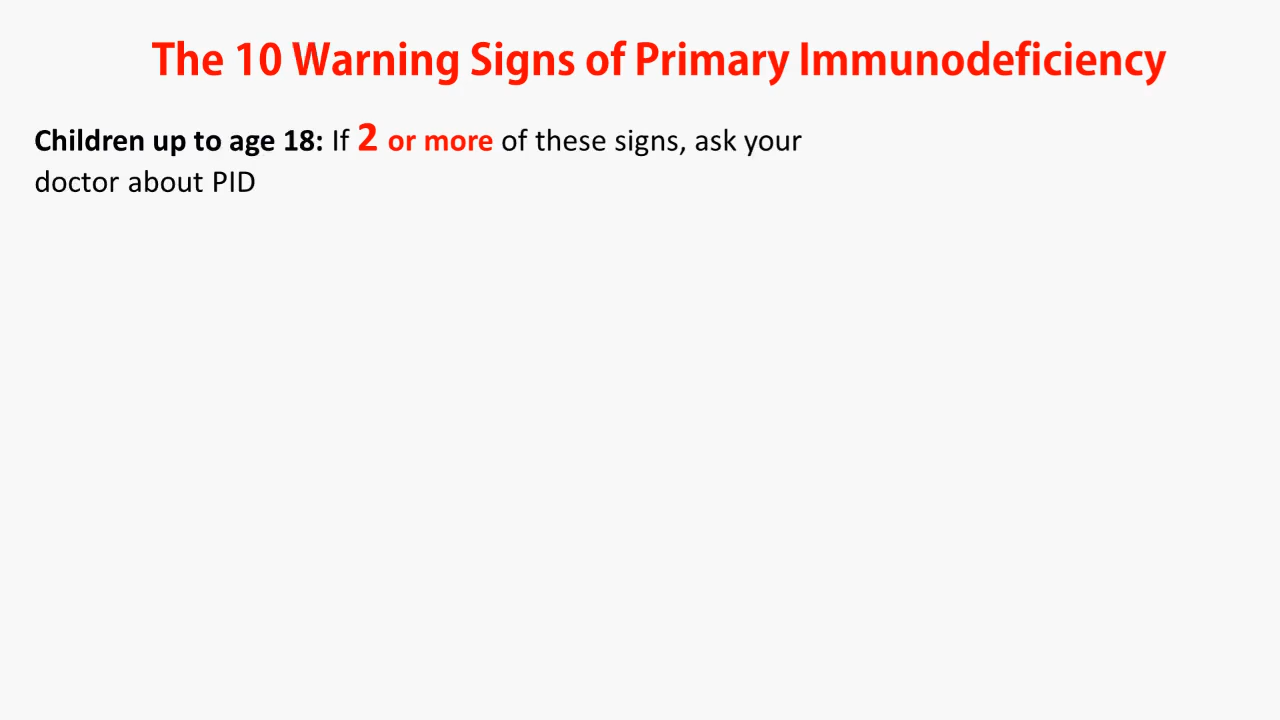 The 10 Warning Signs of Primary Immunodeficiency
Children up to age 18: If 2 or more of these signs, ask your
doctor about PID